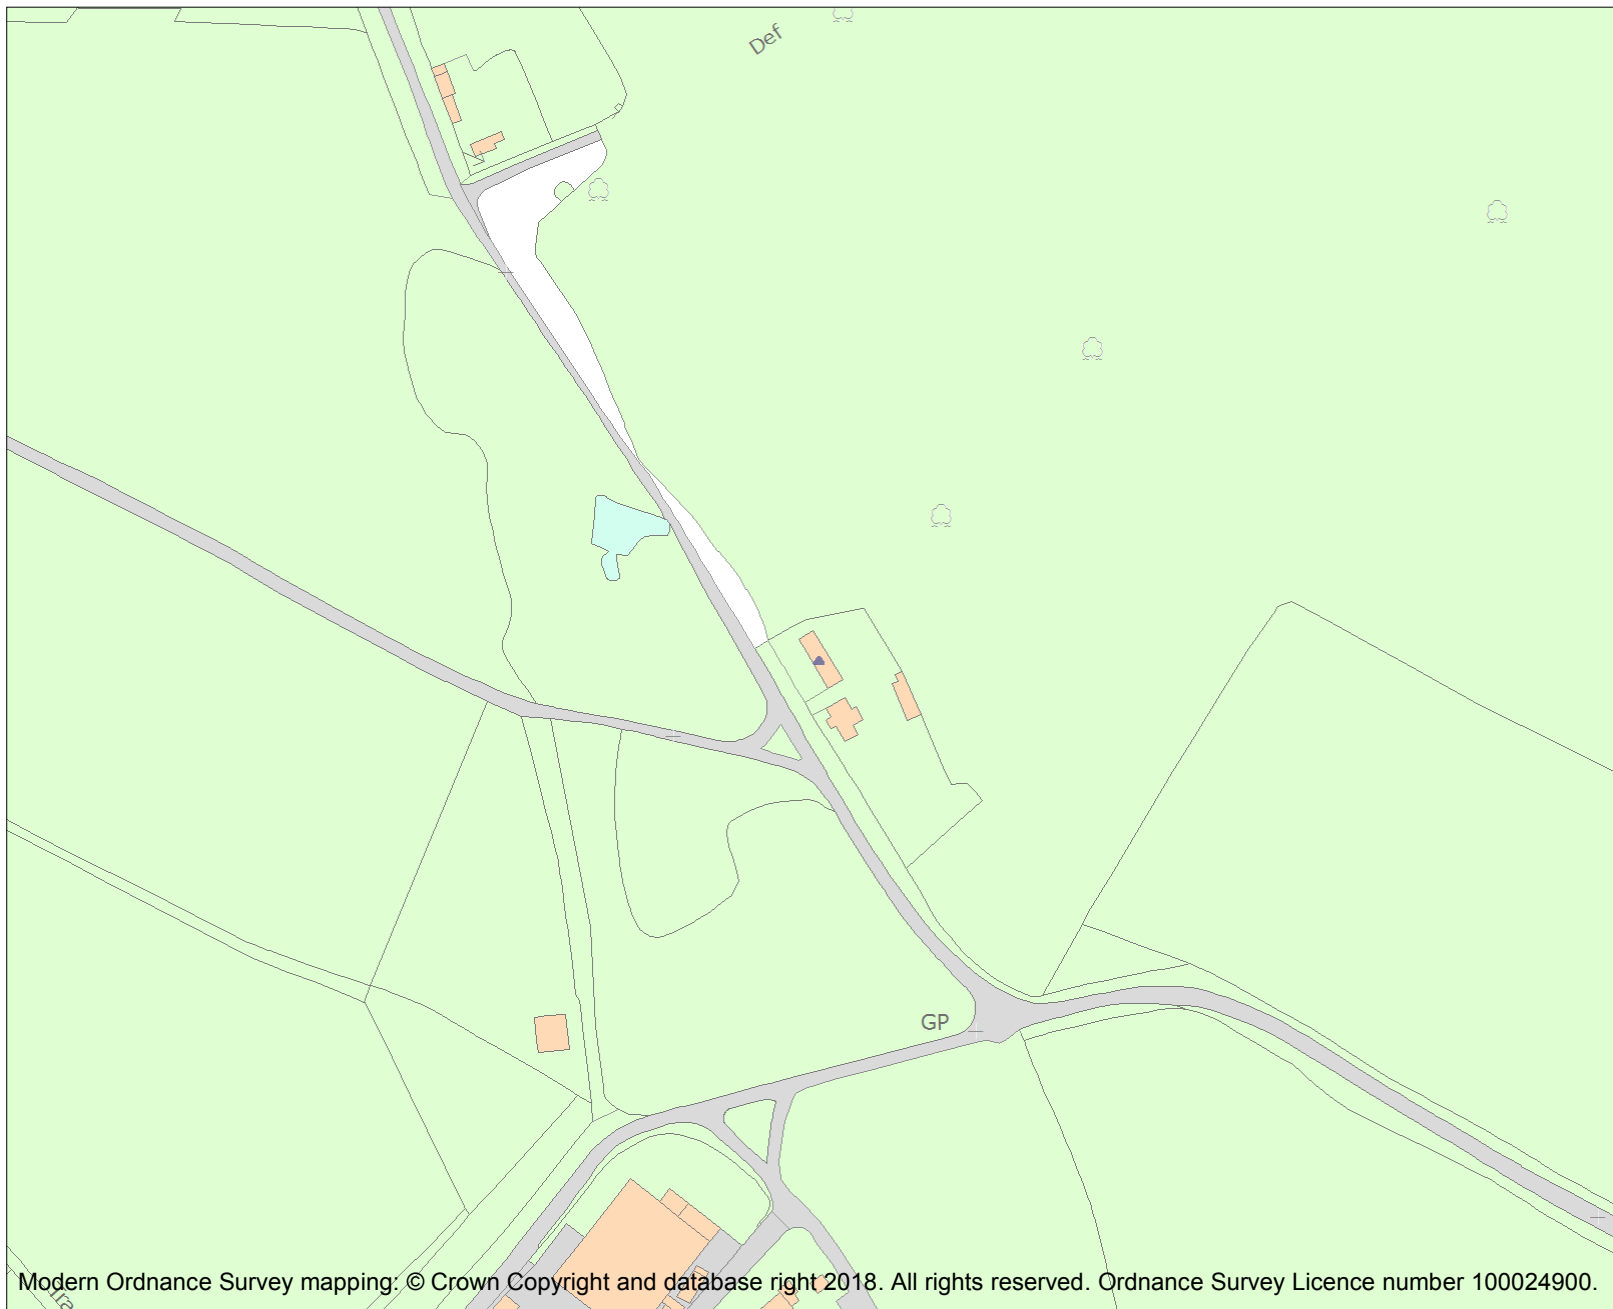 Def
GP
Modern Ordnance Survey mapping: © Crown Copyright and database right 2018. All rights reserved. Ordnance Survey Licence number 100024900.